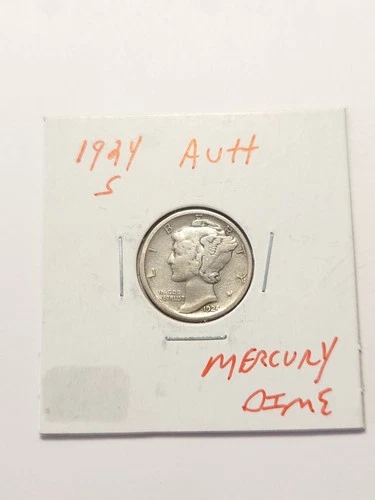 1924 AUH
S
LIBERTY
IN GOD
WE TRUST
1924
MERCURY
DIME